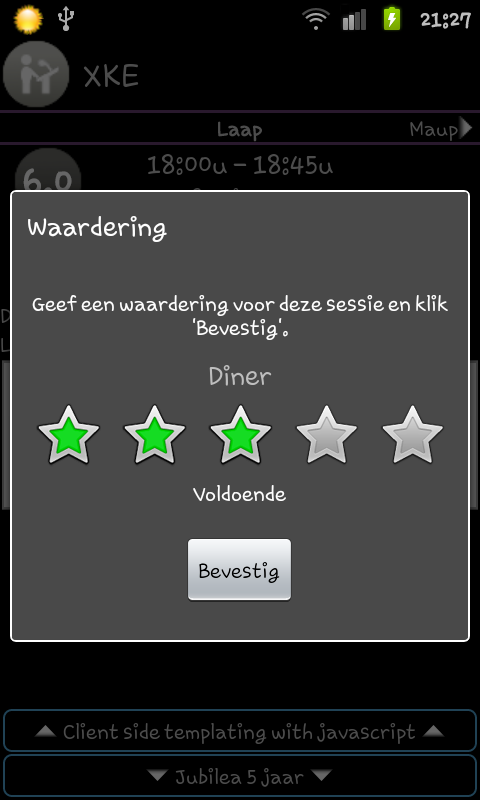 21:27
XKE
Laap Maup
18:00u - 18:45u
6.0
Waardering
Geef een waardering voor deze sessie en klik
'Bevestig'.
Diner
Voldoende
Bevestig
Client side templating with javascript
Jubilea 5 jaar